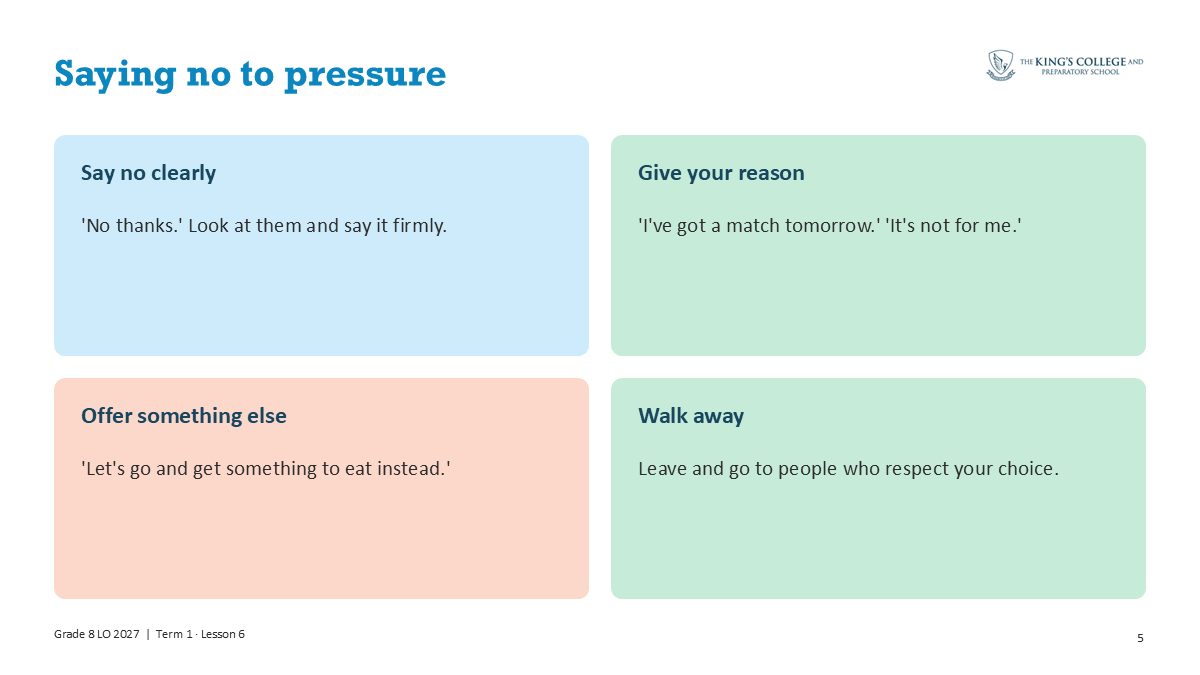 Saying no to pressure
THE KING'S COLLEGE AND
PREPARATORY SCHOOL
Say no clearly
'No thanks.' Look at them and say it firmly.
Give your reason
'I've got a match tomorrow.' 'It's not for me.'
Offer something else
'Let's go and get something to eat instead.'
Walk away
Leave and go to people who respect your choice.
Grade 8 LO 2027 | Term 1 · Lesson 6
5